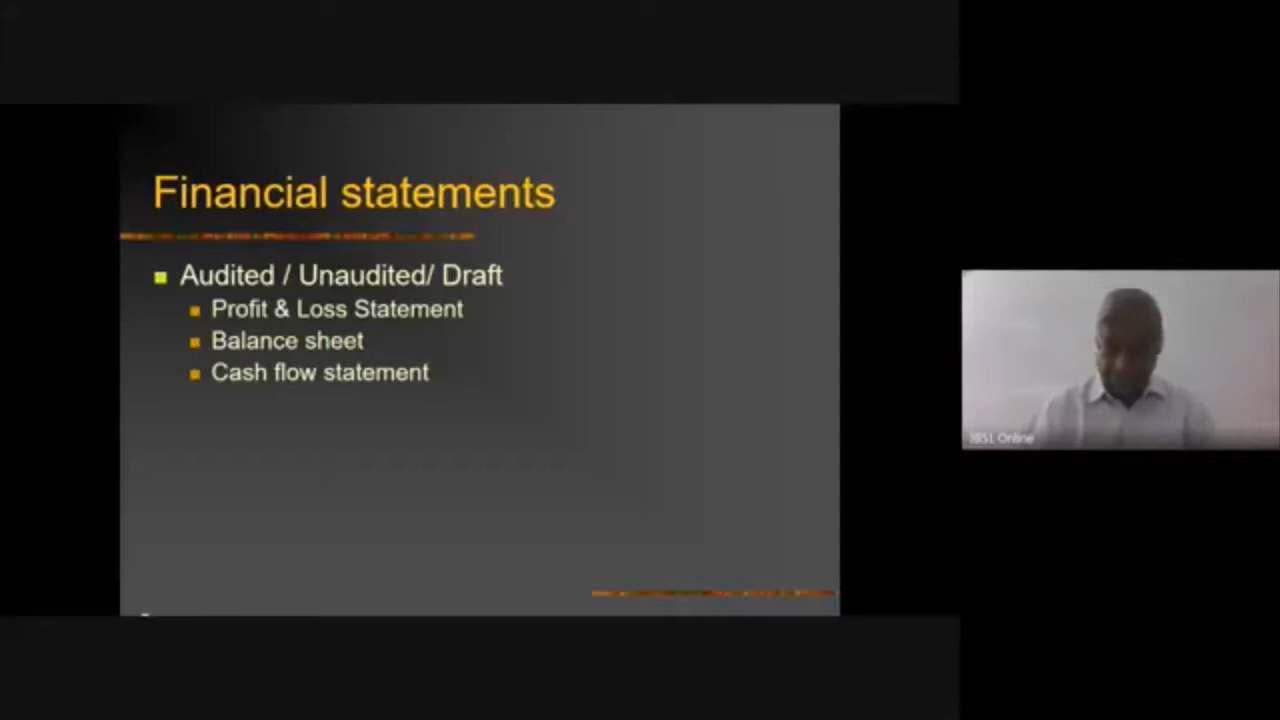 Financial statements
Audited / Unaudited/ Draft
Profit & Loss Statement
Balance sheet
Cash flow statement
IBSL Online